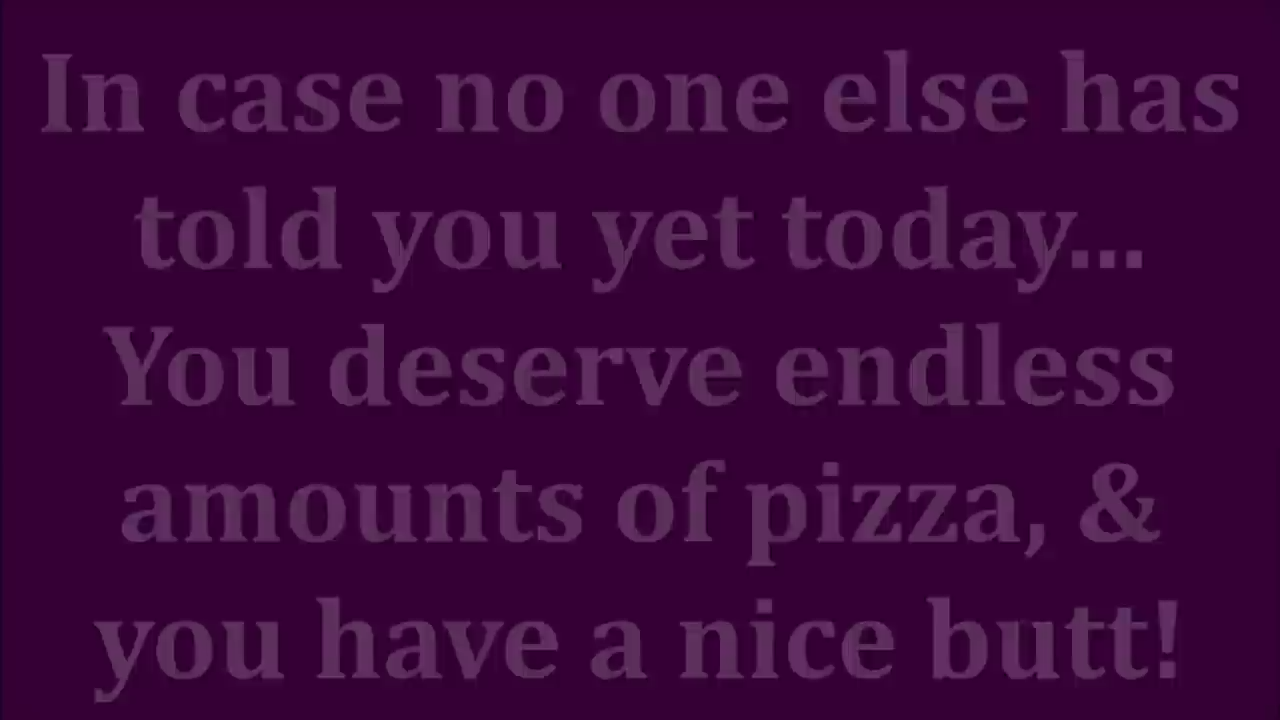 In case no one else has
told you yet today...
You deserve endless
amounts of pizza, &
you have a nice butt!